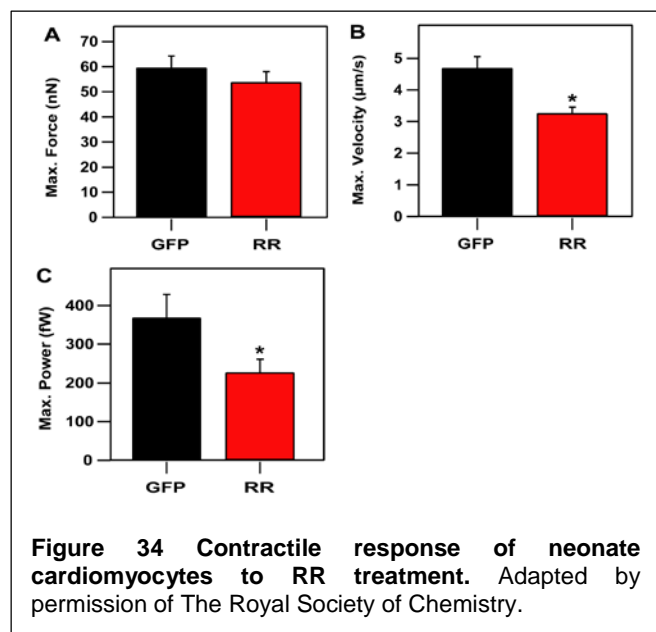 A
70
60
50
40
30
20
10
0
Max. Force (nN)
GFP RR
B
5
4
3
2
1
0
Max. Velocity (µm/s)
*
GFP RR
C
400
300
200
100
0
Max. Power (fW)
*
GFP RR
Figure 34 Contractile response of neonate
cardiomyocytes to RR treatment. Adapted by
permission of The Royal Society of Chemistry.